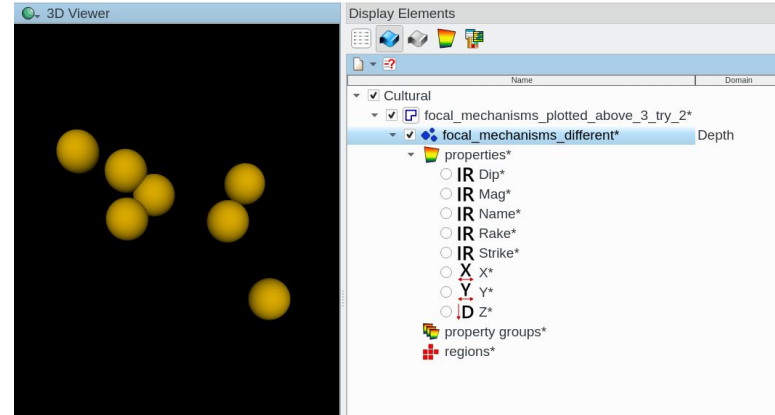 3D Viewer
Display Elements
Name Domain
Cultural
focal_mechanisms_plotted_above_3_try_2*
focal_mechanisms_different* Depth
properties*
IR Dip*
IR Mag*
IR Name*
IR Rake*
IR Strike*
X X*
Y Y*
D Z*
property groups*
regions*